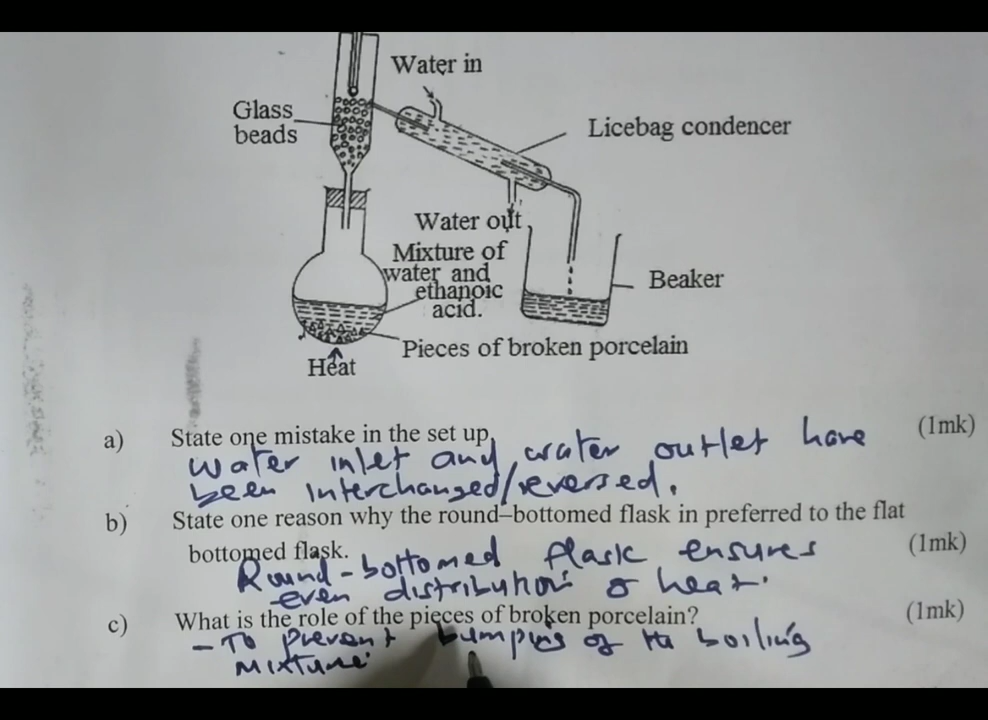 Water in
Glass
beads
Licebag condencer
Water out
Mixture of
water and
ethanoic
acid.
Beaker
Pieces of broken porcelain
Heat
a) State one mistake in the set up. (1mk)
Water inlet and water outlet have
been interchanged/reversed.
b) State one reason why the round-bottomed flask in preferred to the flat
bottomed flask. (1mk)
Round-bottomed flask ensures
even distribution o heat.
c) What is the role of the pieces of broken porcelain? (1mk)
- To prevent bumping of the boiling
mixture.